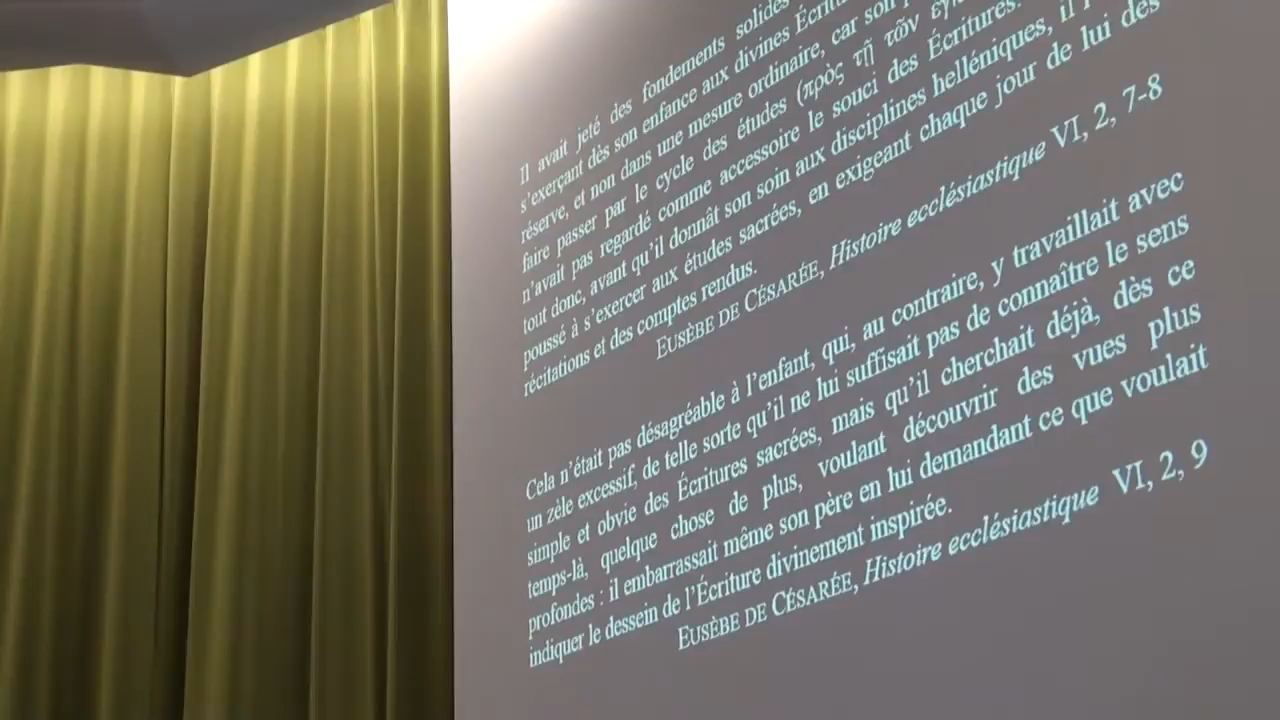 Il avait jeté des fondements solides
s'exerçant dès son enfance aux divines
réserve, et non dans une mesure ordinaire, car son
faire passer par le cycle des études (πρὸς τῇ τῶν
n'avait pas regardé comme accessoire le souci des Écritures.
tout donc, avant qu'il donnât son soin aux disciplines helléniques, il
poussé à s'exercer aux études sacrées, en exigeant chaque jour de lui des
récitations et des comptes rendus.
EUSÈBE DE CÉSARÉE, Histoire ecclésiastique VI, 2, 7-8
Cela n'était pas désagréable à l'enfant, qui, au contraire, y travaillait avec
un zèle excessif, de telle sorte qu'il ne lui suffisait pas de connaître le sens
simple et obvie des Écritures sacrées, mais qu'il cherchait déjà, dès ce
temps-là, quelque chose de plus, voulant découvrir des vues plus
profondes : il embarrassait même son père en lui demandant ce que voulait
indiquer le dessein de l'Écriture divinement inspirée.
EUSÈBE DE CÉSARÉE, Histoire ecclésiastique VI, 2, 9